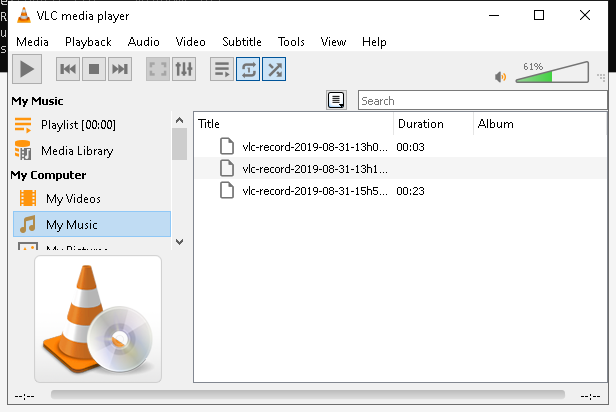 VLC media player
Media Playback Audio Video Subtitle Tools View Help
61%
My Music
Search
Playlist [00:00]
Media Library
My Computer
My Videos
My Music
My Pictures
Title Duration Album
vlc-record-2019-08-31-13h0... 00:03
vlc-record-2019-08-31-13h1...
vlc-record-2019-08-31-15h5... 00:23
--:-- --:--